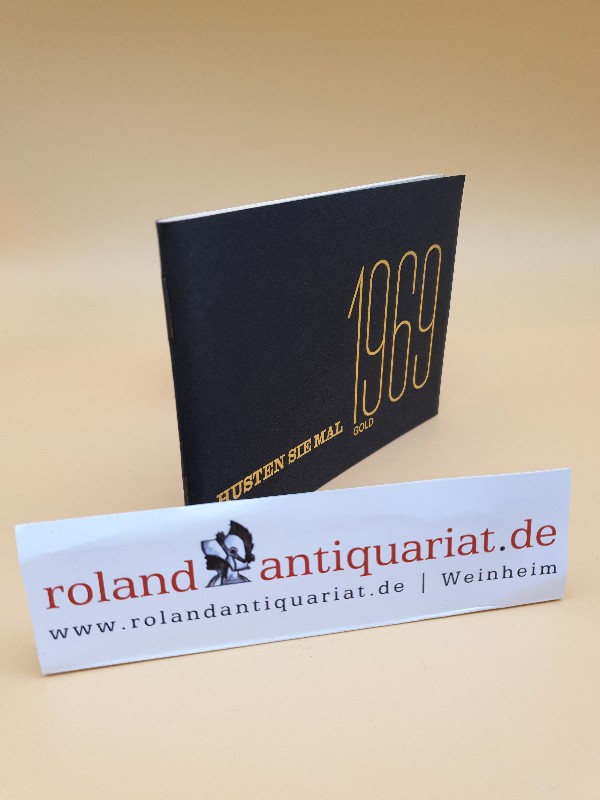 1969
GOLD
HUSTEN SIE MAL
roland antiquariat.de
www.rolandantiquariat.de | Weinheim